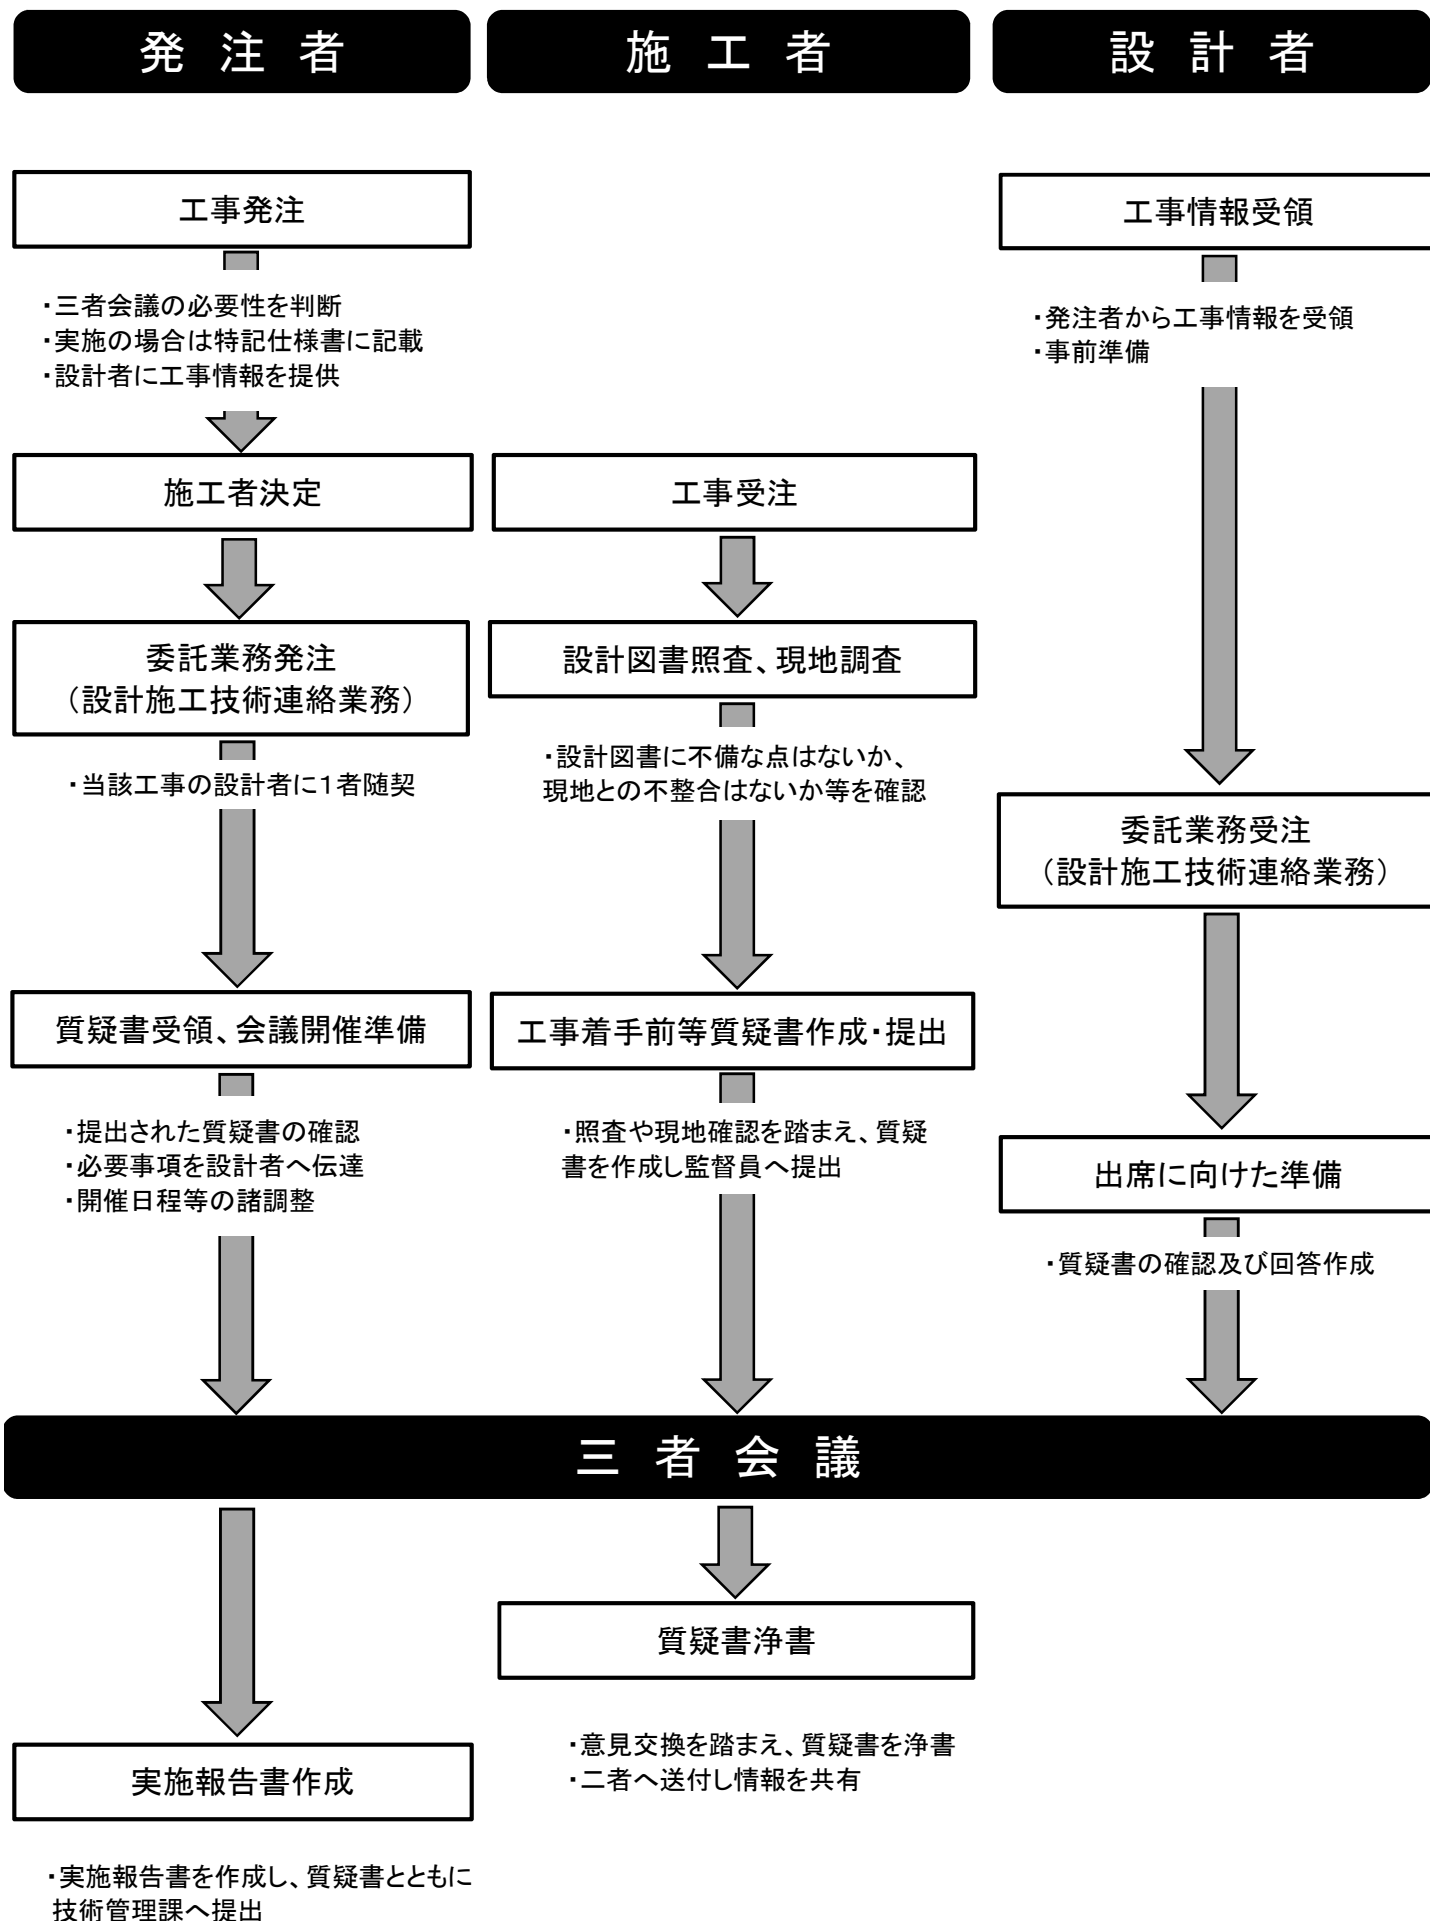 発注者
施工者
設計者
工事発注
工事情報受領
・三者会議の必要性を判断
・実施の場合は特記仕様書に記載
・設計者に工事情報を提供
・発注者から工事情報を受領
・事前準備
施工者決定
工事受注
委託業務発注
（設計施工技術連絡業務）
設計図書照査、現地調査
・当該工事の設計者に１者随契
・設計図書に不備な点はないか、
現地との不整合はないか等を確認
委託業務受注
（設計施工技術連絡業務）
質疑書受領、会議開催準備
工事着手前等質疑書作成・提出
・提出された質疑書の確認
・必要事項を設計者へ伝達
・開催日程等の諸調整
・照査や現地確認を踏まえ、質疑
書を作成し監督員へ提出
出席に向けた準備
・質疑書の確認及び回答作成
三者会議
質疑書浄書
・意見交換を踏まえ、質疑書を浄書
・二者へ送付し情報を共有
実施報告書作成
・実施報告書を作成し、質疑書とともに
技術管理課へ提出